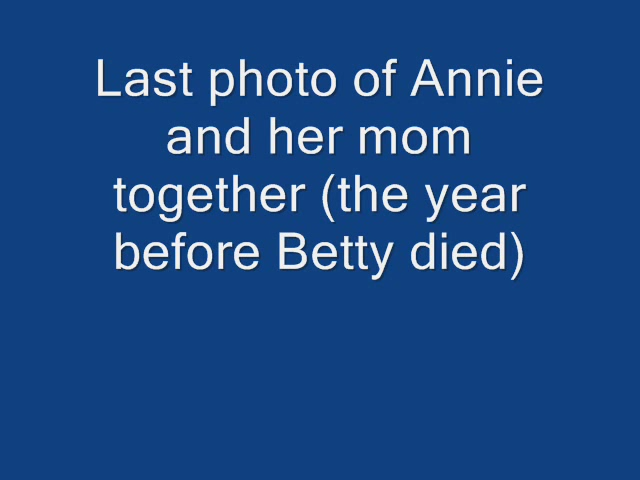 Last photo of Annie
and her mom
together (the year
before Betty died)